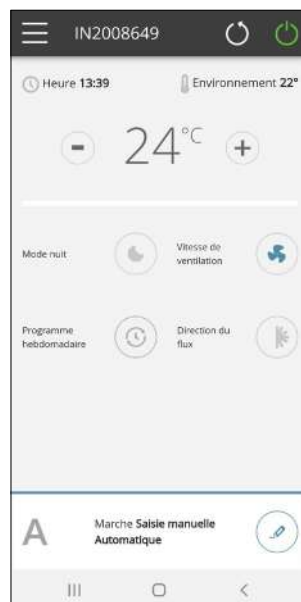 IN2008649
Heure 13:39 Environnement 22°
- 24°C +
Mode nuit
Vitesse de
ventilation
Programme
hebdomadaire
Direction du
flux
A
Marche Saisie manuelle
Automatique